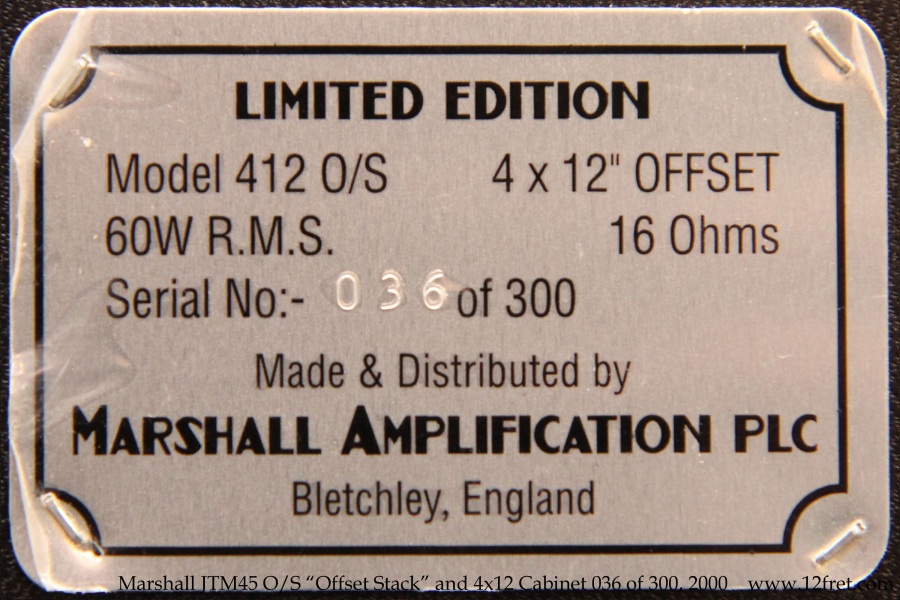 LIMITED EDITION
Model 412 O/S 4 x 12" OFFSET
60W R.M.S. 16 Ohms
Serial No:- 036 of 300
Made & Distributed by
MARSHALL AMPLIFICATION PLC
Bletchley, England
Marshall JTM45 O/S “Offset Stack” and 4x12 Cabinet 036 of 300, 2000 www.12fret.com